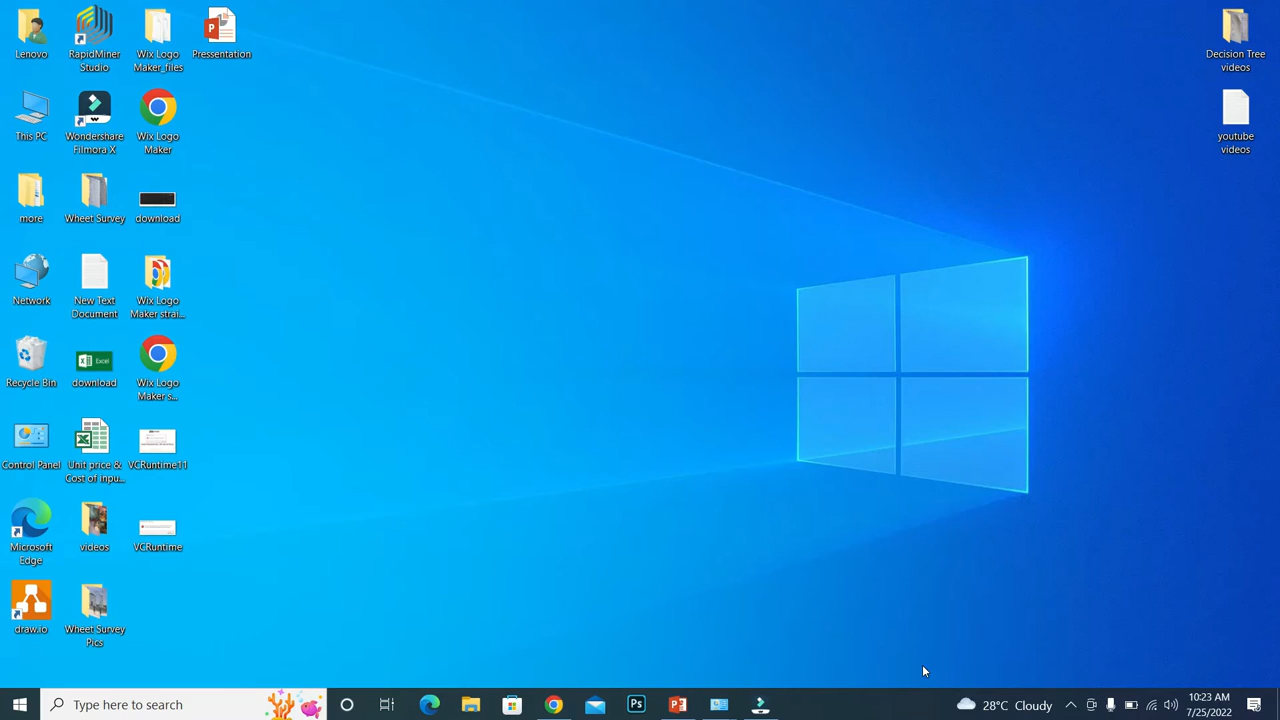 Lenovo
RapidMiner
Studio
Wix Logo
Maker_files
Pressentation
Decision Tree
videos
This PC
Wondershare
Filmora X
Wix Logo
Maker
youtube
videos
more
Wheet Survey
download
Network
New Text
Document
Wix Logo
Maker strai...
Recycle Bin
Excel
download
Wix Logo
Maker s...
Control Panel
Unit price &
Cost of inpu...
VCRuntime11
Microsoft
Edge
videos
VCRuntime
draw.io
Wheet Survey
Pics
Type here to search
Ps
28°C Cloudy
10:23 AM
7/25/2022